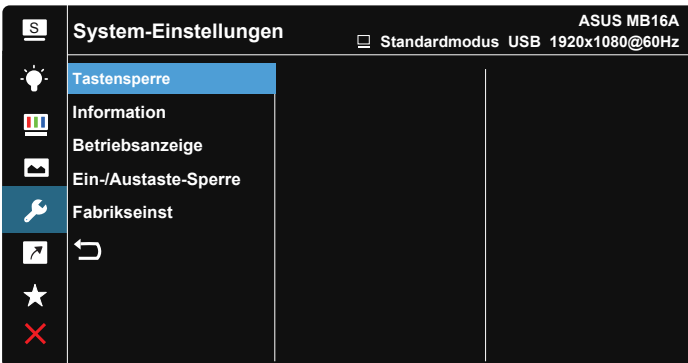 S
System-Einstellungen
ASUS MB16A
Standardmodus USB 1920x1080@60Hz
Tastensperre
Information
Betriebsanzeige
Ein-/Austaste-Sperre
Fabrikseinst